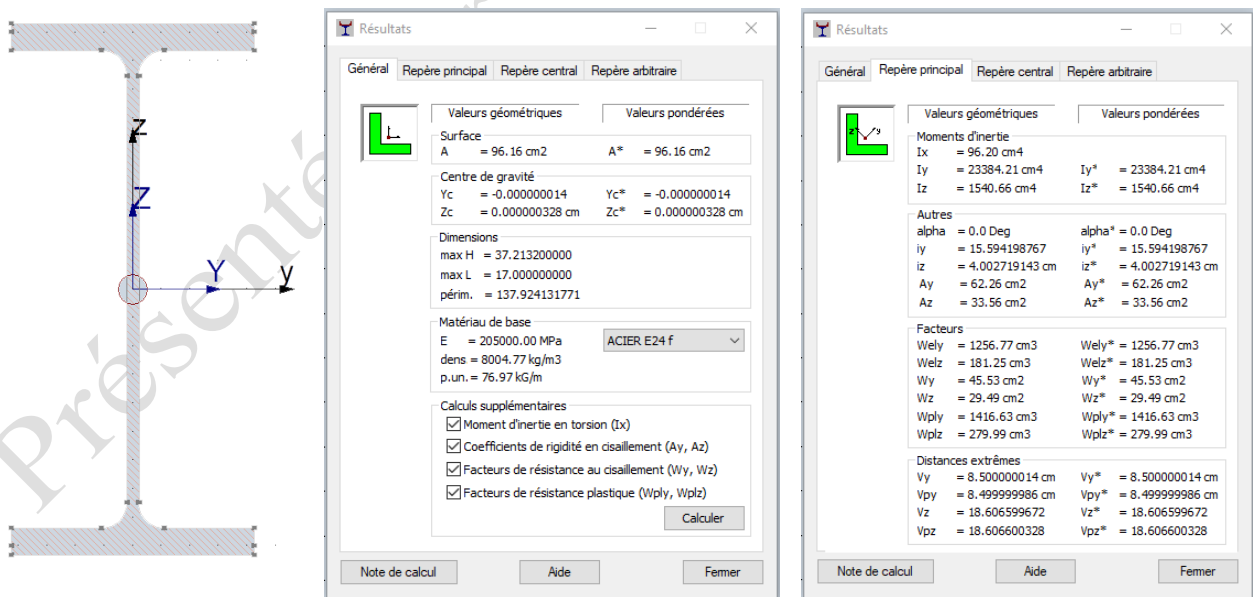 Présenté
Z
Z
Y
y
Résultats
Général Repère principal Repère central Repère arbitraire
Valeurs géométriques Valeurs pondérées
Surface
A = 96.16 cm2 A* = 96.16 cm2
Centre de gravité
Yc = -0.000000014 Yc* = -0.000000014
Zc = 0.000000328 cm Zc* = 0.000000328 cm
Dimensions
max H = 37.213200000
max L = 17.000000000
périm. = 137.924131771
Matériau de base
E = 205000.00 MPa ACIER E24 f
dens = 8004.77 kg/m3
p.un. = 76.97 kG/m
Calculs supplémentaires
Moment d'inertie en torsion (Ix)
Coefficients de rigidité en cisaillement (Ay, Az)
Facteurs de résistance au cisaillement (Wy, Wz)
Facteurs de résistance plastique (Wply, Wplz)
Calculer
Note de calcul Aide Fermer
Résultats
Général Repère principal Repère central Repère arbitraire
z y
Valeurs géométriques Valeurs pondérées
Moments d'inertie
Ix = 96.20 cm4
Iy = 23384.21 cm4 Iy* = 23384.21 cm4
Iz = 1540.66 cm4 Iz* = 1540.66 cm4
Autres
alpha = 0.0 Deg alpha* = 0.0 Deg
iy = 15.594198767 iy* = 15.594198767
iz = 4.002719143 cm iz* = 4.002719143 cm
Ay = 62.26 cm2 Ay* = 62.26 cm2
Az = 33.56 cm2 Az* = 33.56 cm2
Facteurs
Wely = 1256.77 cm3 Wely* = 1256.77 cm3
Welz = 181.25 cm3 Welz* = 181.25 cm3
Wy = 45.53 cm2 Wy* = 45.53 cm2
Wz = 29.49 cm2 Wz* = 29.49 cm2
Wply = 1416.63 cm3 Wply* = 1416.63 cm3
Wplz = 279.99 cm3 Wplz* = 279.99 cm3
Distances extrêmes
Vy = 8.500000014 cm Vy* = 8.500000014 cm
Vpy = 8.499999986 cm Vpy* = 8.499999986 cm
Vz = 18.606599672 Vz* = 18.606599672
Vpz = 18.606600328 Vpz* = 18.606600328
Note de calcul Aide Fermer